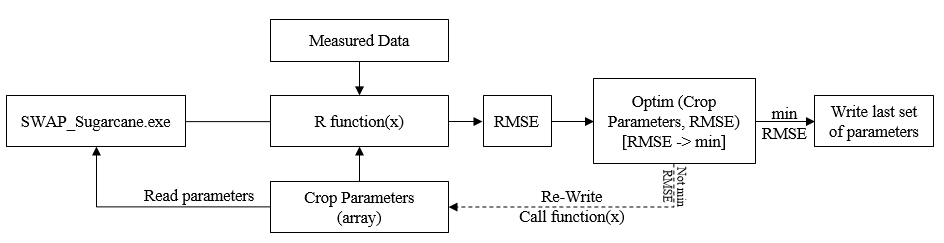 Measured Data
SWAP_Sugarcane.exe
R function(x)
RMSE
Optim (Crop
Parameters, RMSE)
[RMSE -> min]
min
RMSE
Write last set
of parameters
Not min
RMSE
Read parameters
Crop Parameters
(array)
Re-Write
Call function(x)